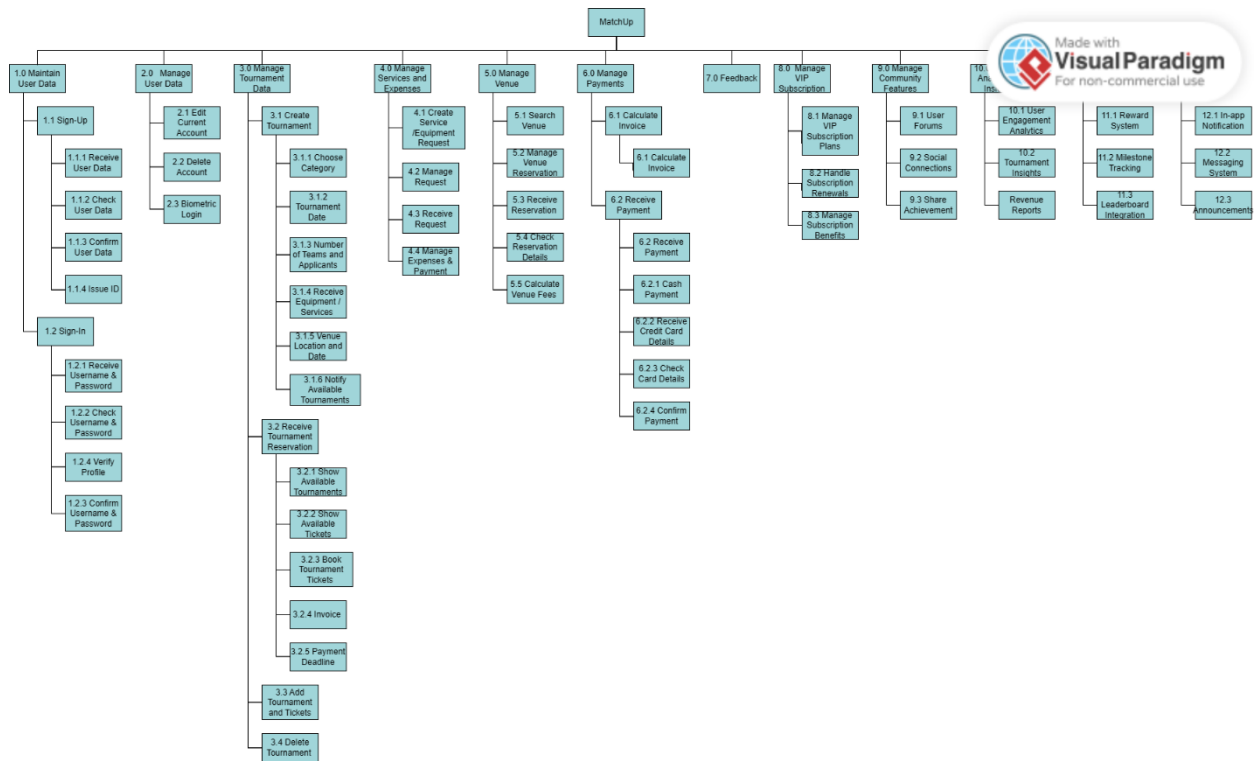 MatchUp
Made with
Visual Paradigm
For non-commercial use
1.0 Maintain
User Data
2.0 Manage
User Data
3.0 Manage
Tournament
Data
4.0 Manage
Services and
Expenses
5.0 Manage
Venue
6.0 Manage
Payments
7.0 Feedback
8.0 Manage
VIP
Subscription
9.0 Manage
Community
Features
1.1 Sign-Up
1.1.1 Receive
User Data
1.1.2 Check
User Data
1.1.3 Confirm
User Data
1.1.4 Issue ID
1.2 Sign-In
1.2.1 Receive
Username &
Password
1.2.2 Check
Username &
Password
1.2.4 Verify
Profile
1.2.3 Confirm
Username &
Password
2.1 Edit
Current
Account
2.2 Delete
Account
2.3 Biometric
Login
3.1 Create
Tournament
3.1.1 Choose
Category
3.1.2
Tournament
Date
3.1.3 Number
of Teams and
Applicants
3.1.4 Receive
Equipment /
Services
3.1.5 Venue
Location and
Date
3.1.6 Notify
Available
Tournaments
3.2 Receive
Tournament
Reservation
3.2.1 Show
Available
Tournaments
3.2.2 Show
Available
Tickets
3.2.3 Book
Tournament
Tickets
3.2.4 Invoice
3.2.5 Payment
Deadline
3.3 Add
Tournament
and Tickets
3.4 Delete
Tournament
4.1 Create
Service
/Equipment
Request
4.2 Manage
Request
4.3 Receive
Request
4.4 Manage
Expenses &
Payment
5.1 Search
Venue
5.2 Manage
Venue
Reservation
5.3 Receive
Reservation
5.4 Check
Reservation
Details
5.5 Calculate
Venue Fees
6.1 Calculate
Invoice
6.1 Calculate
Invoice
6.2 Receive
Payment
6.2 Receive
Payment
6.2.1 Cash
Payment
6.2.2 Receive
Credit Card
Details
6.2.3 Check
Card Details
6.2.4 Confirm
Payment
8.1 Manage
VIP
Subscription
Plans
8.2 Handle
Subscription
Renewals
8.3 Manage
Subscription
Benefits
9.1 User
Forums
9.2 Social
Connections
9.3 Share
Achievement
10.1 User
Engagement
Analytics
10.2
Tournament
Insights
Revenue
Reports
11.1 Reward
System
11.2 Milestone
Tracking
11.3
Leaderboard
Integration
12.1 In-app
Notification
12.2
Messaging
System
12.3
Announcements